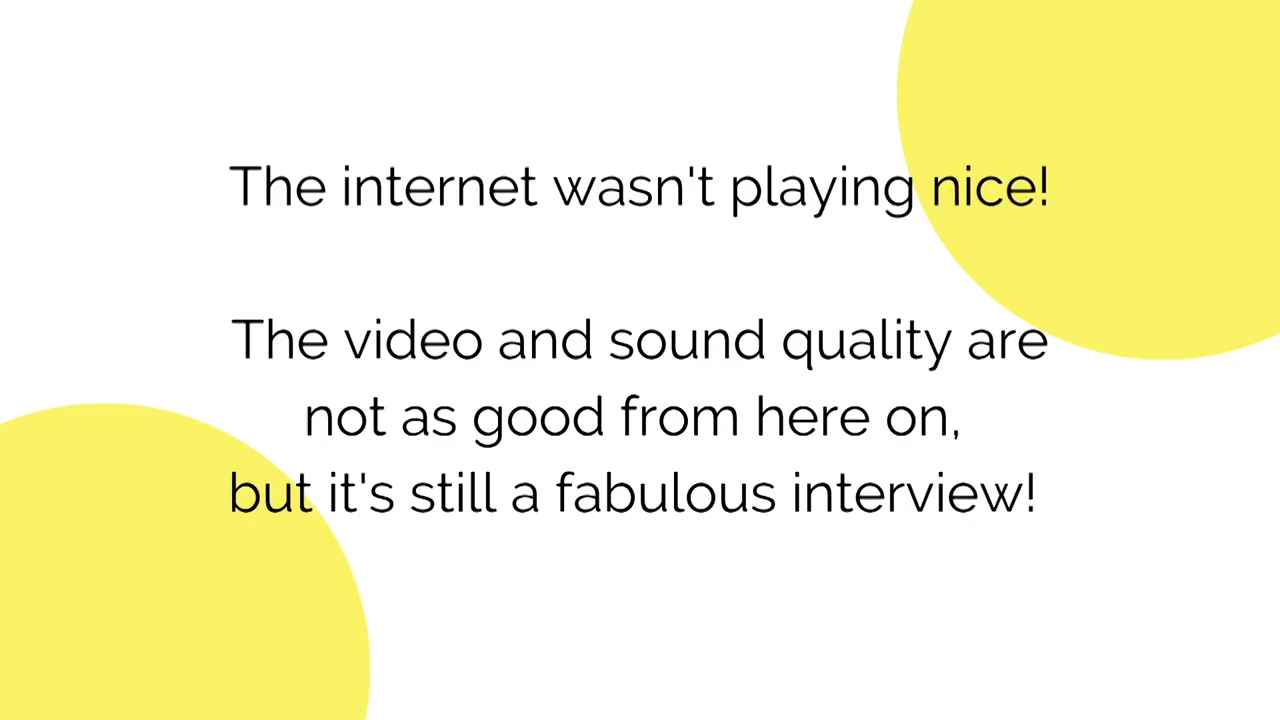 The internet wasn't playing nice!
The video and sound quality are
not as good from here on,
but it's still a fabulous interview!